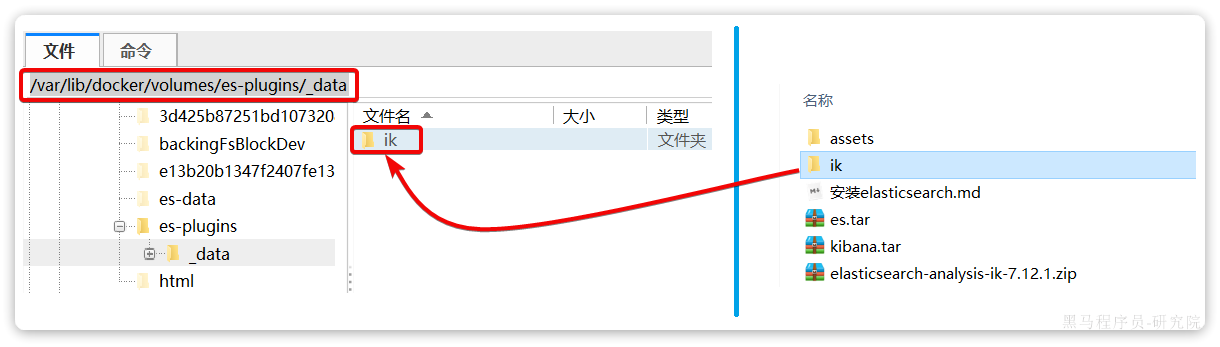 文件 命令
/var/lib/docker/volumes/es-plugins/_data
3d425b87251bd107320
backingFsBlockDev
e13b20b1347f2407fe13
es-data
es-plugins
_data
html
文件名 大小 类型
ik 文件夹
名称
assets
ik
安装elasticsearch.md
es.tar
kibana.tar
elasticsearch-analysis-ik-7.12.1.zip
黑马程序员-研究院